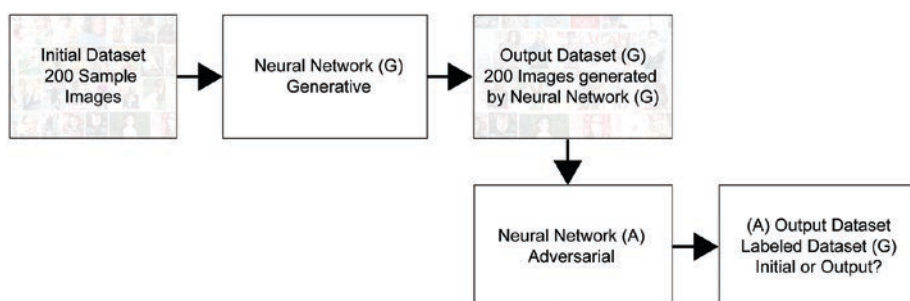 Initial Dataset
200 Sample
Images
Neural Network (G)
Generative
Output Dataset (G)
200 Images generated
by Neural Network (G)
Neural Network (A)
Adversarial
(A) Output Dataset
Labeled Dataset (G)
Initial or Output?